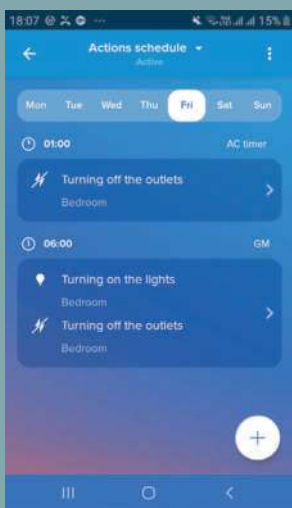 18:07 15%
Actions schedule
Active
Mon Tue Wed Thu Fri Sat Sun
01:00 AC timer
Turning off the outlets
Bedroom
06:00 GM
Turning on the lights
Bedroom
Turning off the outlets
Bedroom